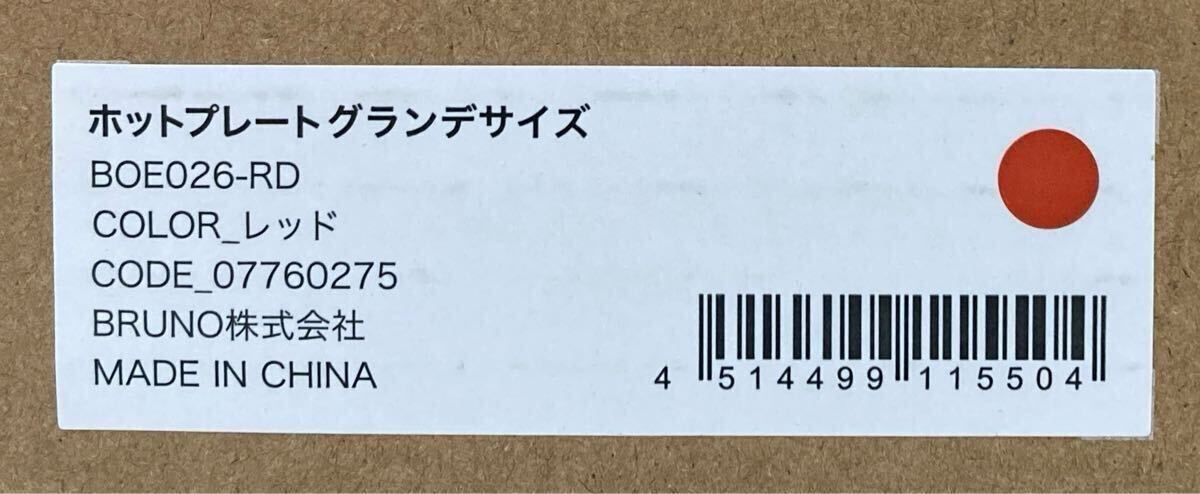 ホットプレートグランデサイズ
BOE026-RD
COLOR_レッド
CODE_07760275
BRUNO株式会社
MADE IN CHINA
4 514499 115504